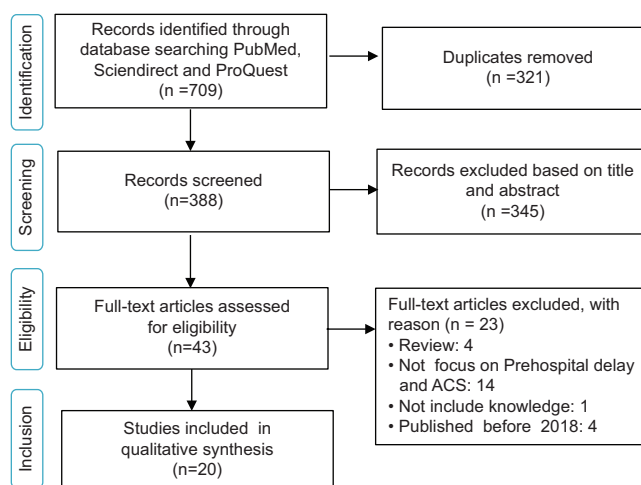 Identification
Records identified through
database searching PubMed,
Sciendirect and ProQuest
(n =709)
Duplicates removed
(n =321)
Screening
Records screened
(n=388)
Records excluded based on title
and abstract
(n =345)
Eligibility
Full-text articles assessed
for eligibility
(n=43)
Full-text articles excluded, with
reason (n = 23)
• Review: 4
• Not focus on Prehospital delay
and ACS: 14
• Not include knowledge: 1
• Published before 2018: 4
Inclusion
Studies included in
qualitative synthesis
(n=20)